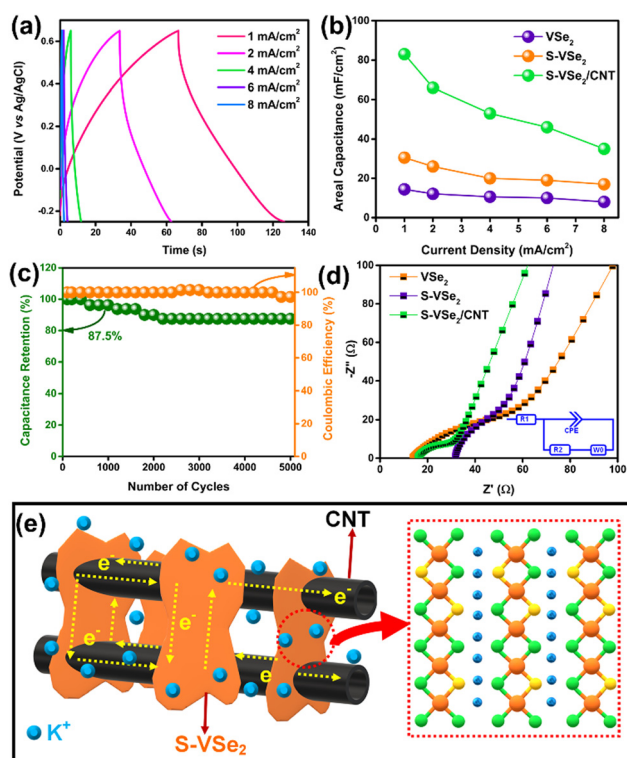 (a)
1 mA/cm²
2 mA/cm²
4 mA/cm²
6 mA/cm²
8 mA/cm²
Potential (V vs Ag/AgCl)
0.6
0.4
0.2
0.0
-0.2
0 20 40 60 80 100 120 140
Time (s)
(b)
VSe₂
S-VSe₂
S-VSe₂/CNT
Areal Capacitance (mF/cm²)
100
80
60
40
20
0
0 1 2 3 4 5 6 7 8
Current Density (mA/cm²)
(c)
Capacitance Retention (%)
120
100
80
60
40
20
0
87.5%
Coulombic Efficiency (%)
100
80
60
40
20
0
0 1000 2000 3000 4000 5000
Number of Cycles
(d)
VSe₂
S-VSe₂
S-VSe₂/CNT
-Z'' (Ω)
100
80
60
40
20
0
R1
CPE
R2
W0
0 20 40 60 80 100
Z' (Ω)
(e)
CNT
e⁻
e⁻
e⁻
e⁻
e⁻
e⁻
K⁺
S-VSe₂